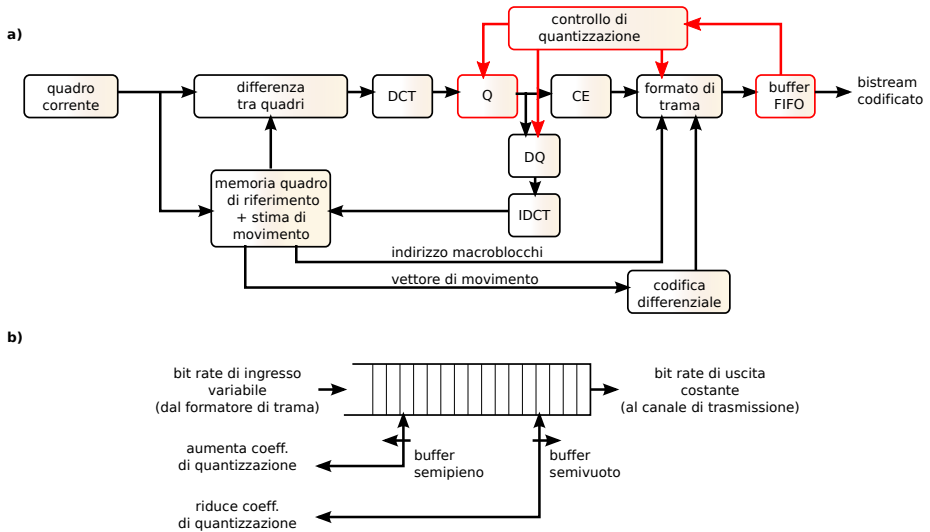 a)
controllo di
quantizzazione
quadro
corrente
differenza
tra quadri
DCT
Q
CE
formato di
trama
buffer
FIFO
bistream
codificato
DQ
memoria quadro
di riferimento
+ stima di
movimento
IDCT
indirizzo macroblocchi
vettore di movimento
codifica
differenziale
b)
bit rate di ingresso
variabile
(dal formatore di trama)
bit rate di uscita
costante
(al canale di trasmissione)
aumenta coeff.
di quantizzazione
buffer
semipieno
buffer
semivuoto
riduce coeff.
di quantizzazione